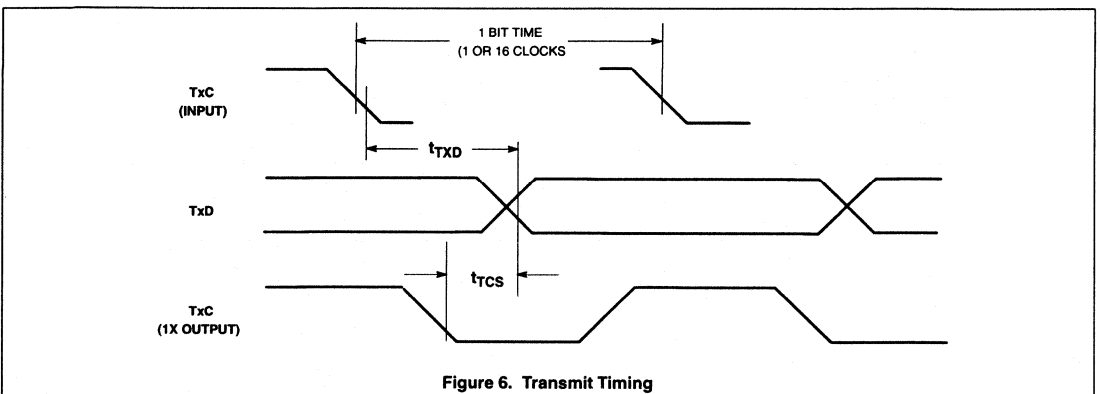 1 BIT TIME
(1 OR 16 CLOCKS
TxC
(INPUT)
tTXD
TxD
tTCS
TxC
(1X OUTPUT)
Figure 6. Transmit Timing